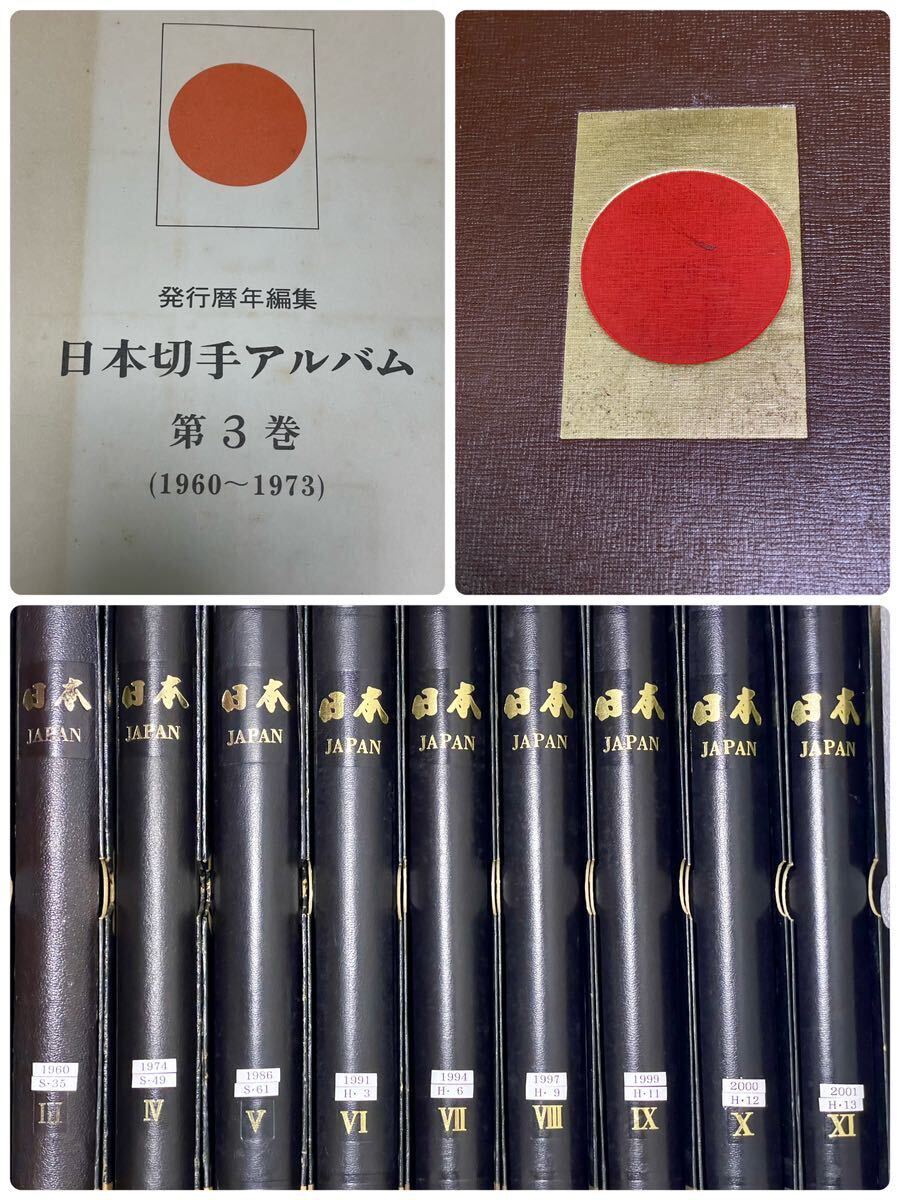 発行暦年編集
日本切手アルバム
第3巻
(1960～1973)
日本
JAPAN
1960
S・35
III
日本
JAPAN
1974
S・49
IV
日本
JAPAN
1986
S・61
V
日本
JAPAN
1991
H・3
VI
日本
JAPAN
1994
H・6
VII
日本
JAPAN
1997
H・9
VIII
日本
JAPAN
1999
H・11
IX
日本
JAPAN
2000
H・12
X
日本
JAPAN
2001
H・13
XI